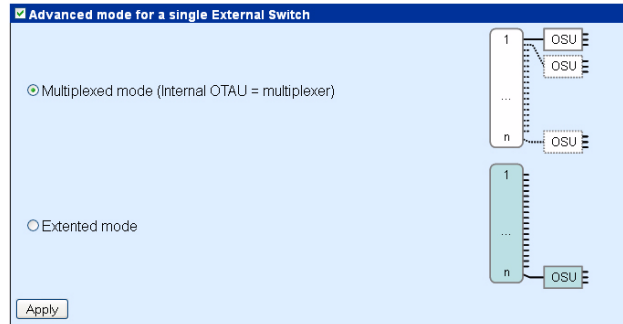 Advanced mode for a single External Switch
1
OSU
OSU
Multiplexed mode (Internal OTAU = multiplexer)
...
n
OSU
1
Extented mode
...
n
OSU
Apply